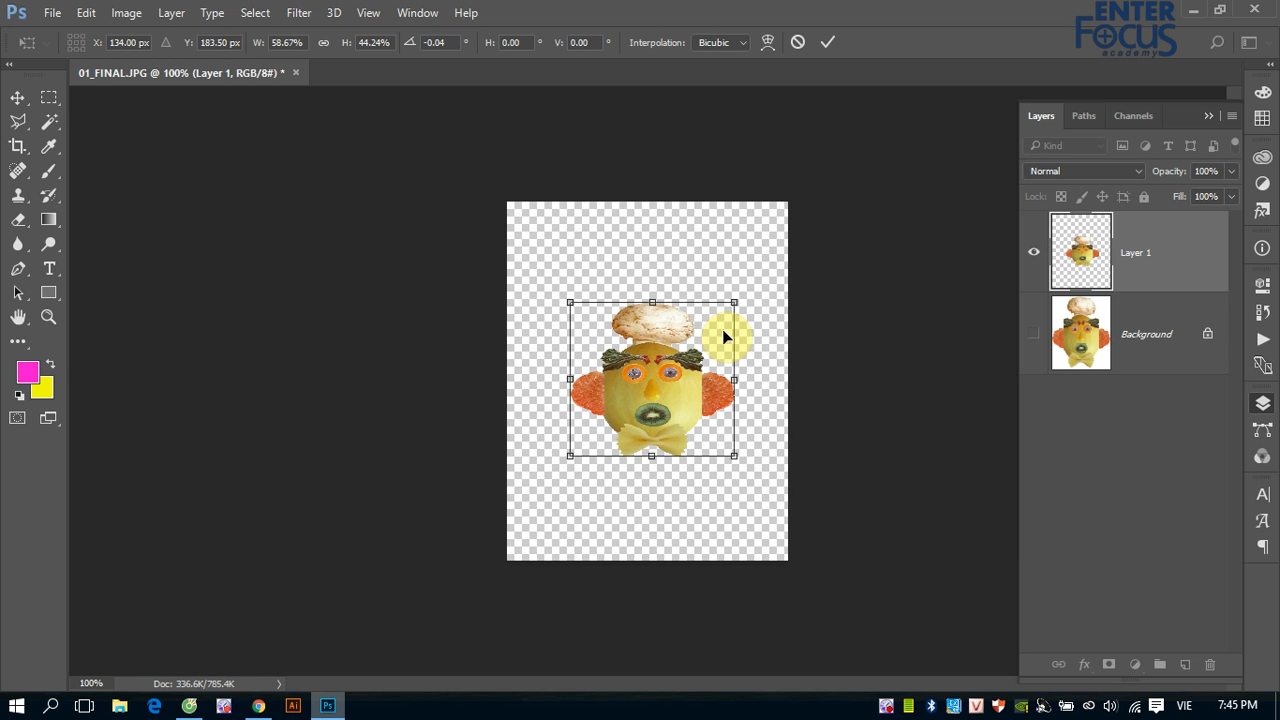 Ps File Edit Image Layer Type Select Filter 3D View Window Help
ENTER
FOCUS
academy
X: 134.00 px Y: 183.50 px W: 58.67% H: 44.24% -0.04 ° H: 0.00 ° V: 0.00 ° Interpolation: Bicubic
01_FINAL.JPG @ 100% (Layer 1, RGB/8#) * ×
Layers Paths Channels
Kind
Normal Opacity: 100%
Lock: Fill: 100%
Layer 1
Background
fx
100% Doc: 336.6K/785.4K
Ai Ps VIE 7:45 PM